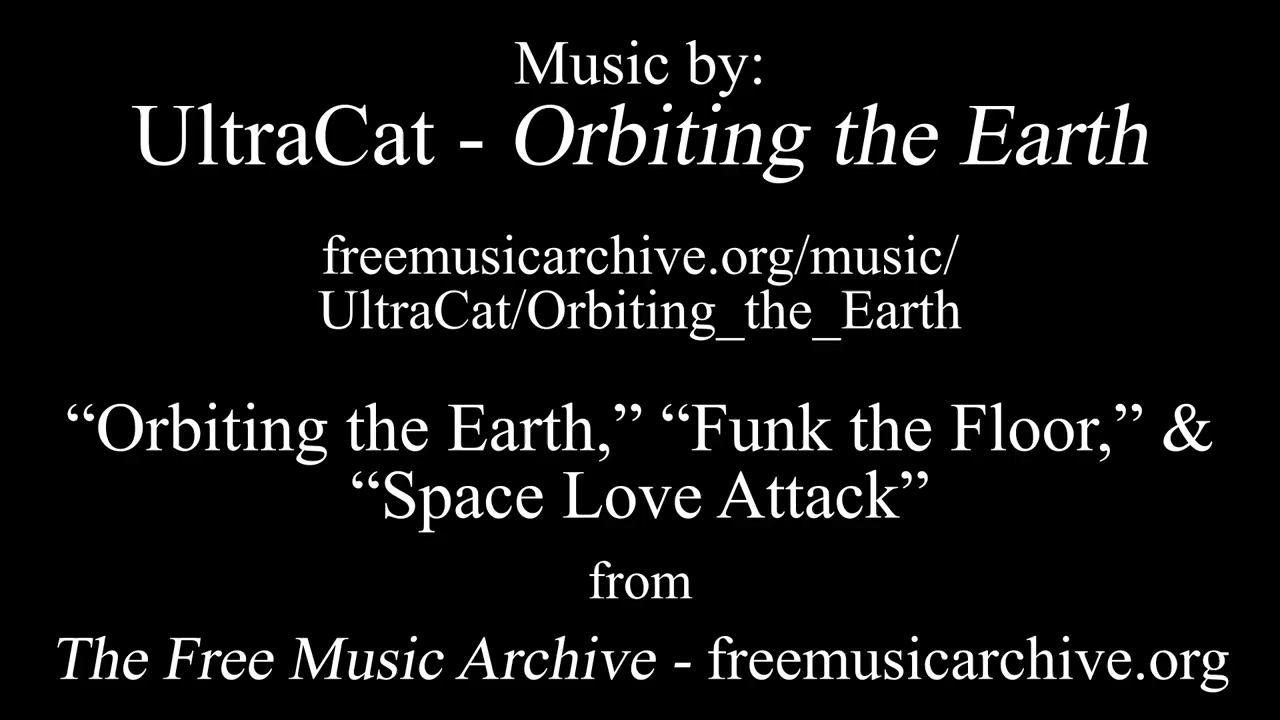 Music by:
UltraCat - Orbiting the Earth
freemusicarchive.org/music/
UltraCat/Orbiting_the_Earth
“Orbiting the Earth,” “Funk the Floor,” &
“Space Love Attack”
from
The Free Music Archive - freemusicarchive.org